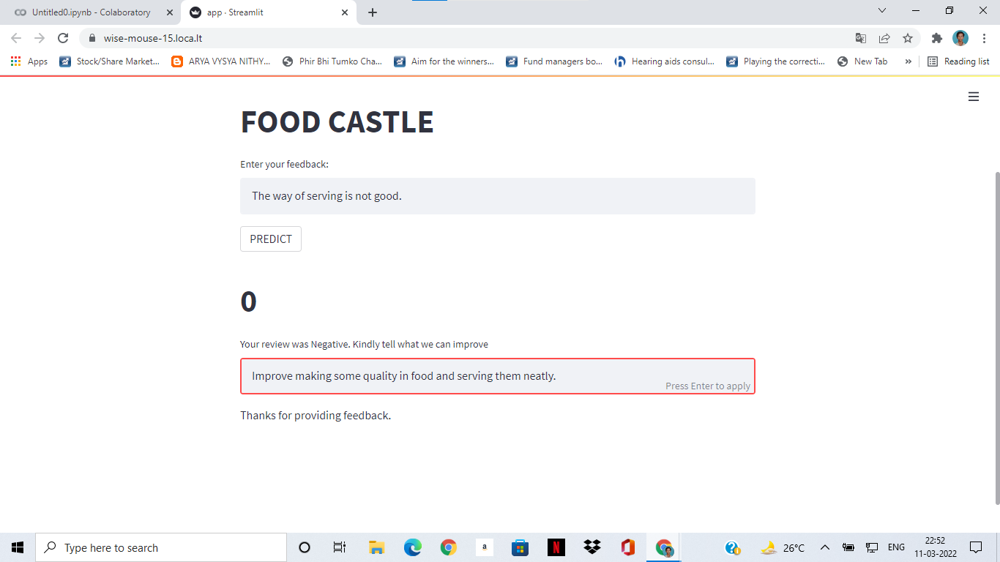 Untitled0.ipynb - Colaboratory
app · Streamlit
wise-mouse-15.loca.lt
Apps
Stock/Share Market...
ARYA VYSYA NITHY...
Phir Bhi Tumko Cha...
Aim for the winners...
Fund managers bo...
Hearing aids consul...
Playing the correcti...
New Tab
»
Reading list
FOOD CASTLE
Enter your feedback:
The way of serving is not good.
PREDICT
0
Your review was Negative. Kindly tell what we can improve
Improve making some quality in food and serving them neatly.
Press Enter to apply
Thanks for providing feedback.
Type here to search
a
N
26°C
ENG
22:52
11-03-2022